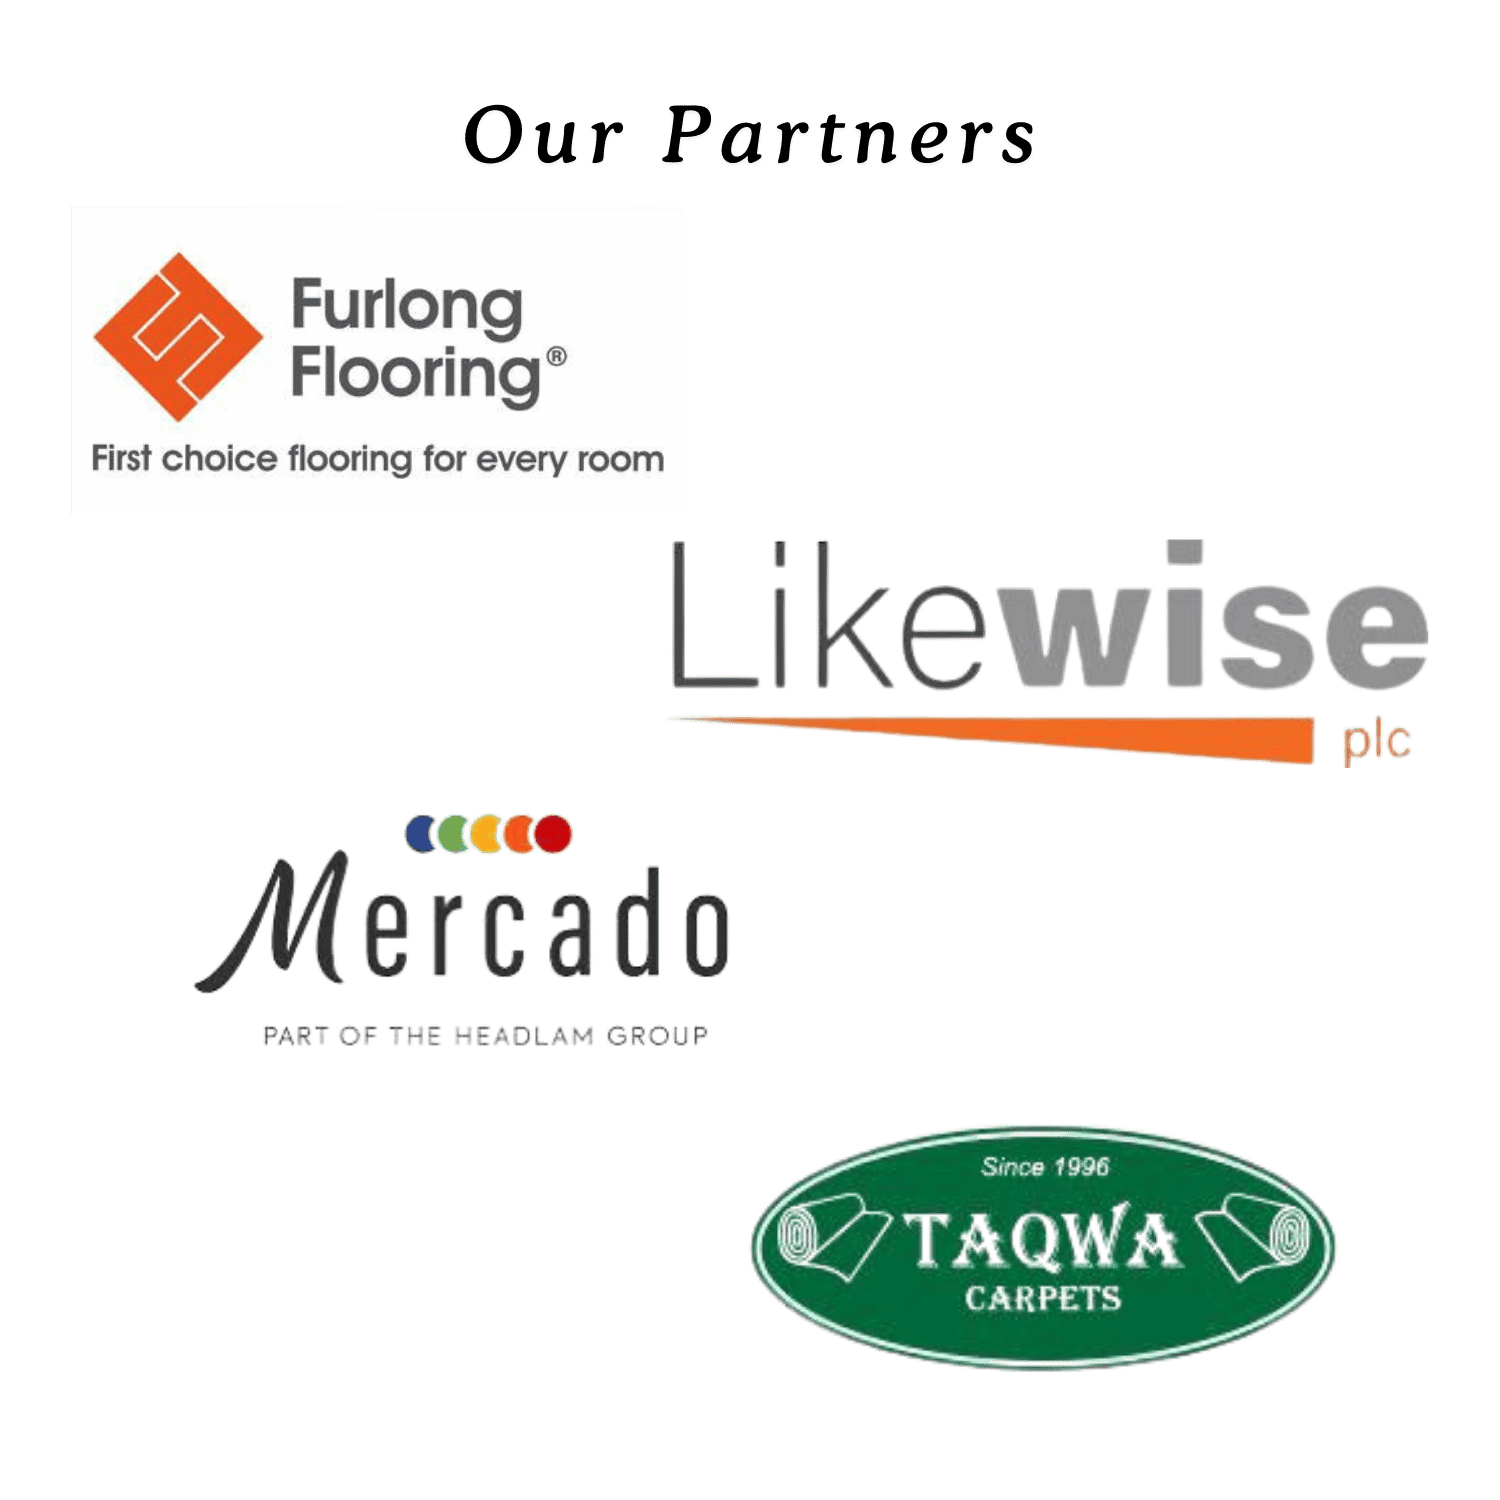 Our Partners
Furlong
Flooring®
First choice flooring for every room
Likewise
plc
Mercado
PART OF THE HEADLAM GROUP
Since 1996
TAQWA
CARPETS